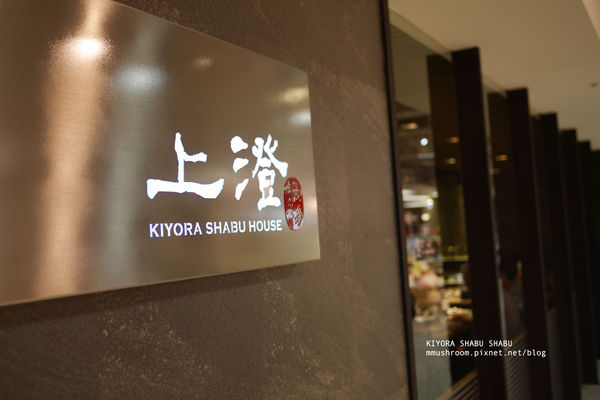 上澄
KIYORA SHABU HOUSE
KIYORA SHABU SHABU
mmushroom.pixnet.net/blog